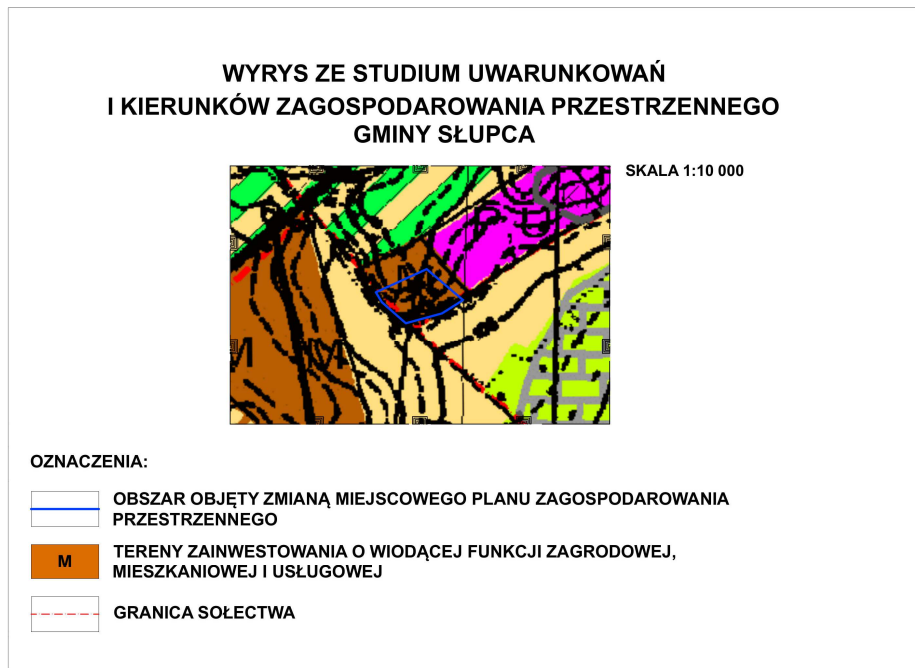 WYRYS ZE STUDIUM UWARUNKOWAŃ
I KIERUNKÓW ZAGOSPODAROWANIA PRZESTRZENNEGO
GMINY SŁUPCA
SKALA 1:10 000
OZNACZENIA:
OBSZAR OBJĘTY ZMIANĄ MIEJSCOWEGO PLANU ZAGOSPODAROWANIA
PRZESTRZENNEGO
M
TERENY ZAINWESTOWANIA O WIODĄCEJ FUNKCJI ZAGRODOWEJ,
MIESZKANIOWEJ I USŁUGOWEJ
GRANICA SOŁECTWA